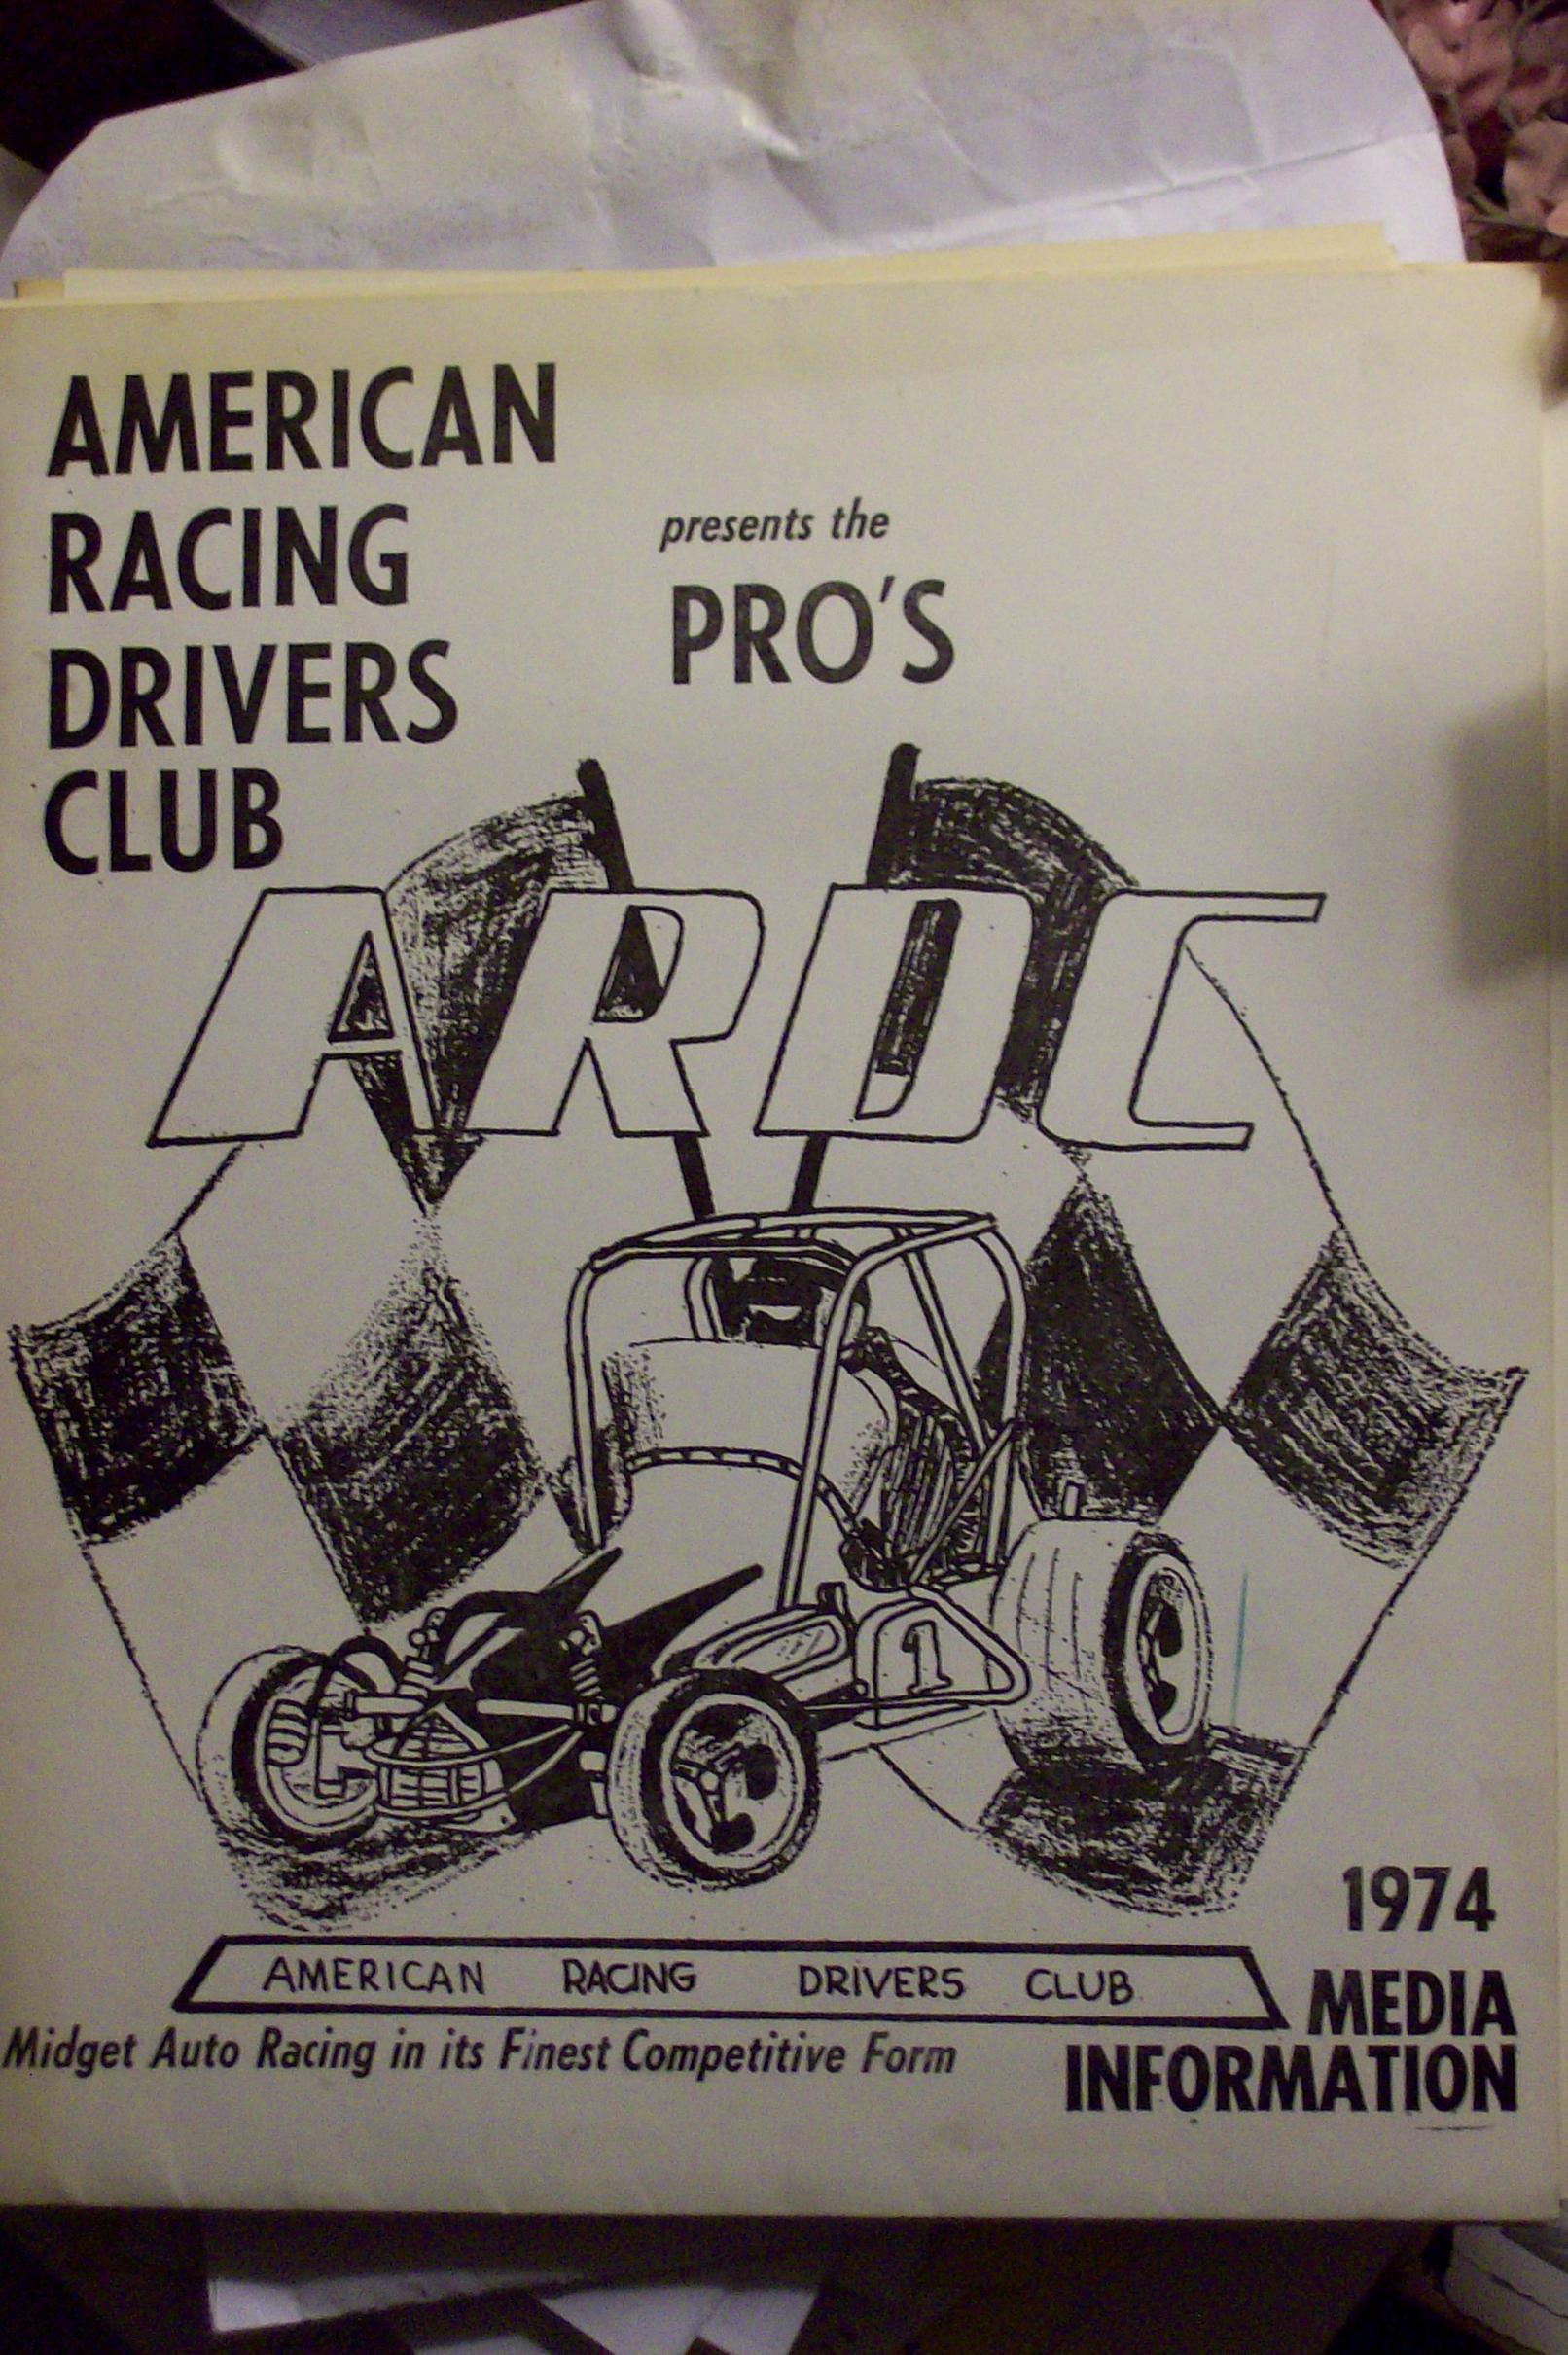 AMERICAN
RACING
DRIVERS
CLUB
presents the
PRO'S
ARDC
1
1974
MEDIA
INFORMATION
AMERICAN RACING DRIVERS CLUB
Midget Auto Racing in its Finest Competitive Form